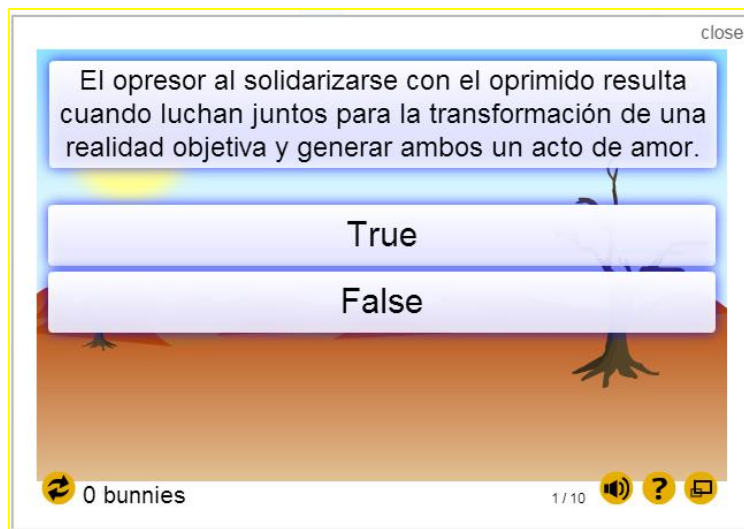 close
El opresor al solidarizarse con el oprimido resulta
cuando luchan juntos para la transformación de una
realidad objetiva y generar ambos un acto de amor.
True
False
0 bunnies
1 / 10
?